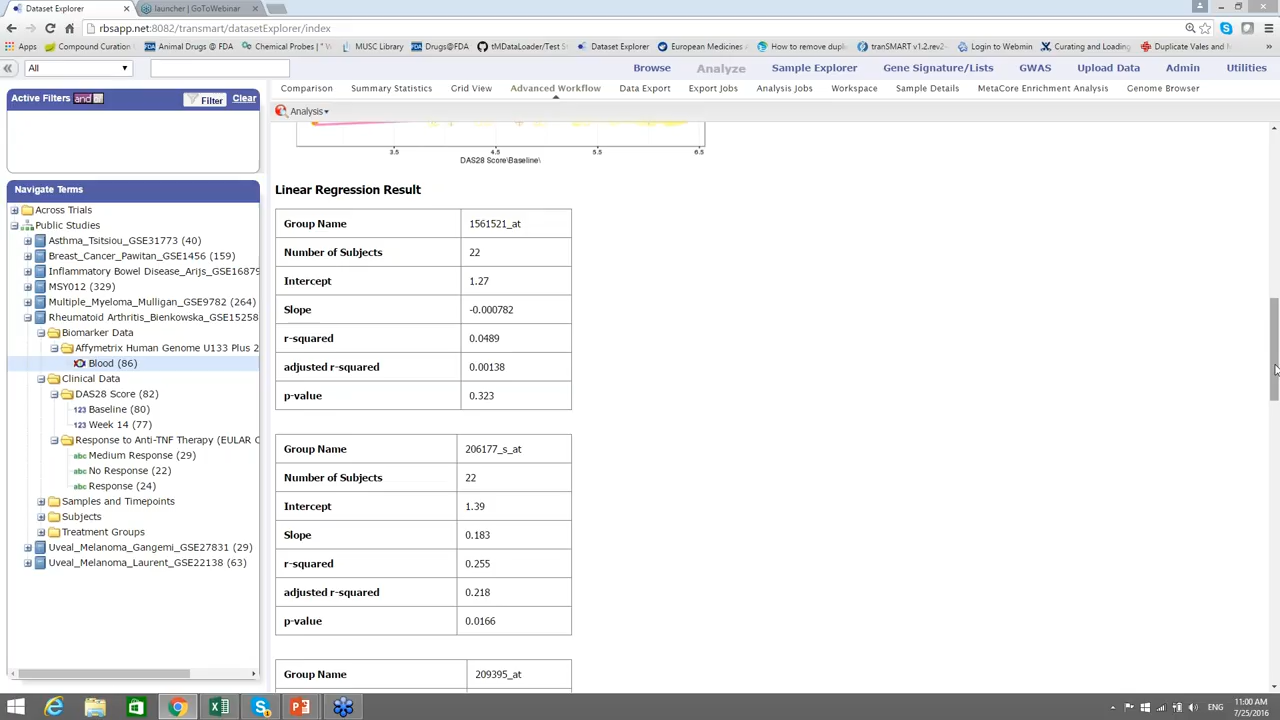 Dataset Explorer
launcher | GoToWebinar
rbsapp.net:8082/transmart/datasetExplorer/index
Apps
Compound Curation
Animal Drugs @ FDA
Chemical Probes | "
MUSC Library
Drugs@FDA
tMDataLoader/Test
Dataset Explorer
European Medicines
How to remove dupl
tranSMART v1.2.rev2
Login to Webmin
Curating and Loading
Duplicate Vales and M
All
Browse
Analyze
Sample Explorer
Gene Signature/Lists
GWAS
Upload Data
Admin
Utilities
Active Filters
and
Filter
Clear
Comparison
Summary Statistics
Grid View
Advanced Workflow
Data Export
Export Jobs
Analysis Jobs
Workspace
Sample Details
MetaCore Enrichment Analysis
Genome Browser
Analysis
3.5 4.5 5.5 6.5
DAS28 Score\Baseline\
Navigate Terms
Across Trials
Public Studies
Asthma_Tsitsiou_GSE31773 (40)
Breast_Cancer_Pawitan_GSE1456 (159)
Inflammatory Bowel Disease_Arijs_GSE16879
MSY012 (329)
Multiple_Myeloma_Mulligan_GSE9782 (264)
Rheumatoid Arthritis_Bienkowska_GSE15258
Biomarker Data
Affymetrix Human Genome U133 Plus 2
Blood (86)
Clinical Data
DAS28 Score (82)
123 Baseline (80)
123 Week 14 (77)
Response to Anti-TNF Therapy (EULAR C
abc Medium Response (29)
abc No Response (22)
abc Response (24)
Samples and Timepoints
Subjects
Treatment Groups
Uveal_Melanoma_Gangemi_GSE27831 (29)
Uveal_Melanoma_Laurent_GSE22138 (63)
Linear Regression Result
Group Name 1561521_at
Number of Subjects 22
Intercept 1.27
Slope -0.000782
r-squared 0.0489
adjusted r-squared 0.00138
p-value 0.323
Group Name 206177_s_at
Number of Subjects 22
Intercept 1.39
Slope 0.183
r-squared 0.255
adjusted r-squared 0.218
p-value 0.0166
Group Name 209395_at
ENG
11:00 AM
7/25/2016